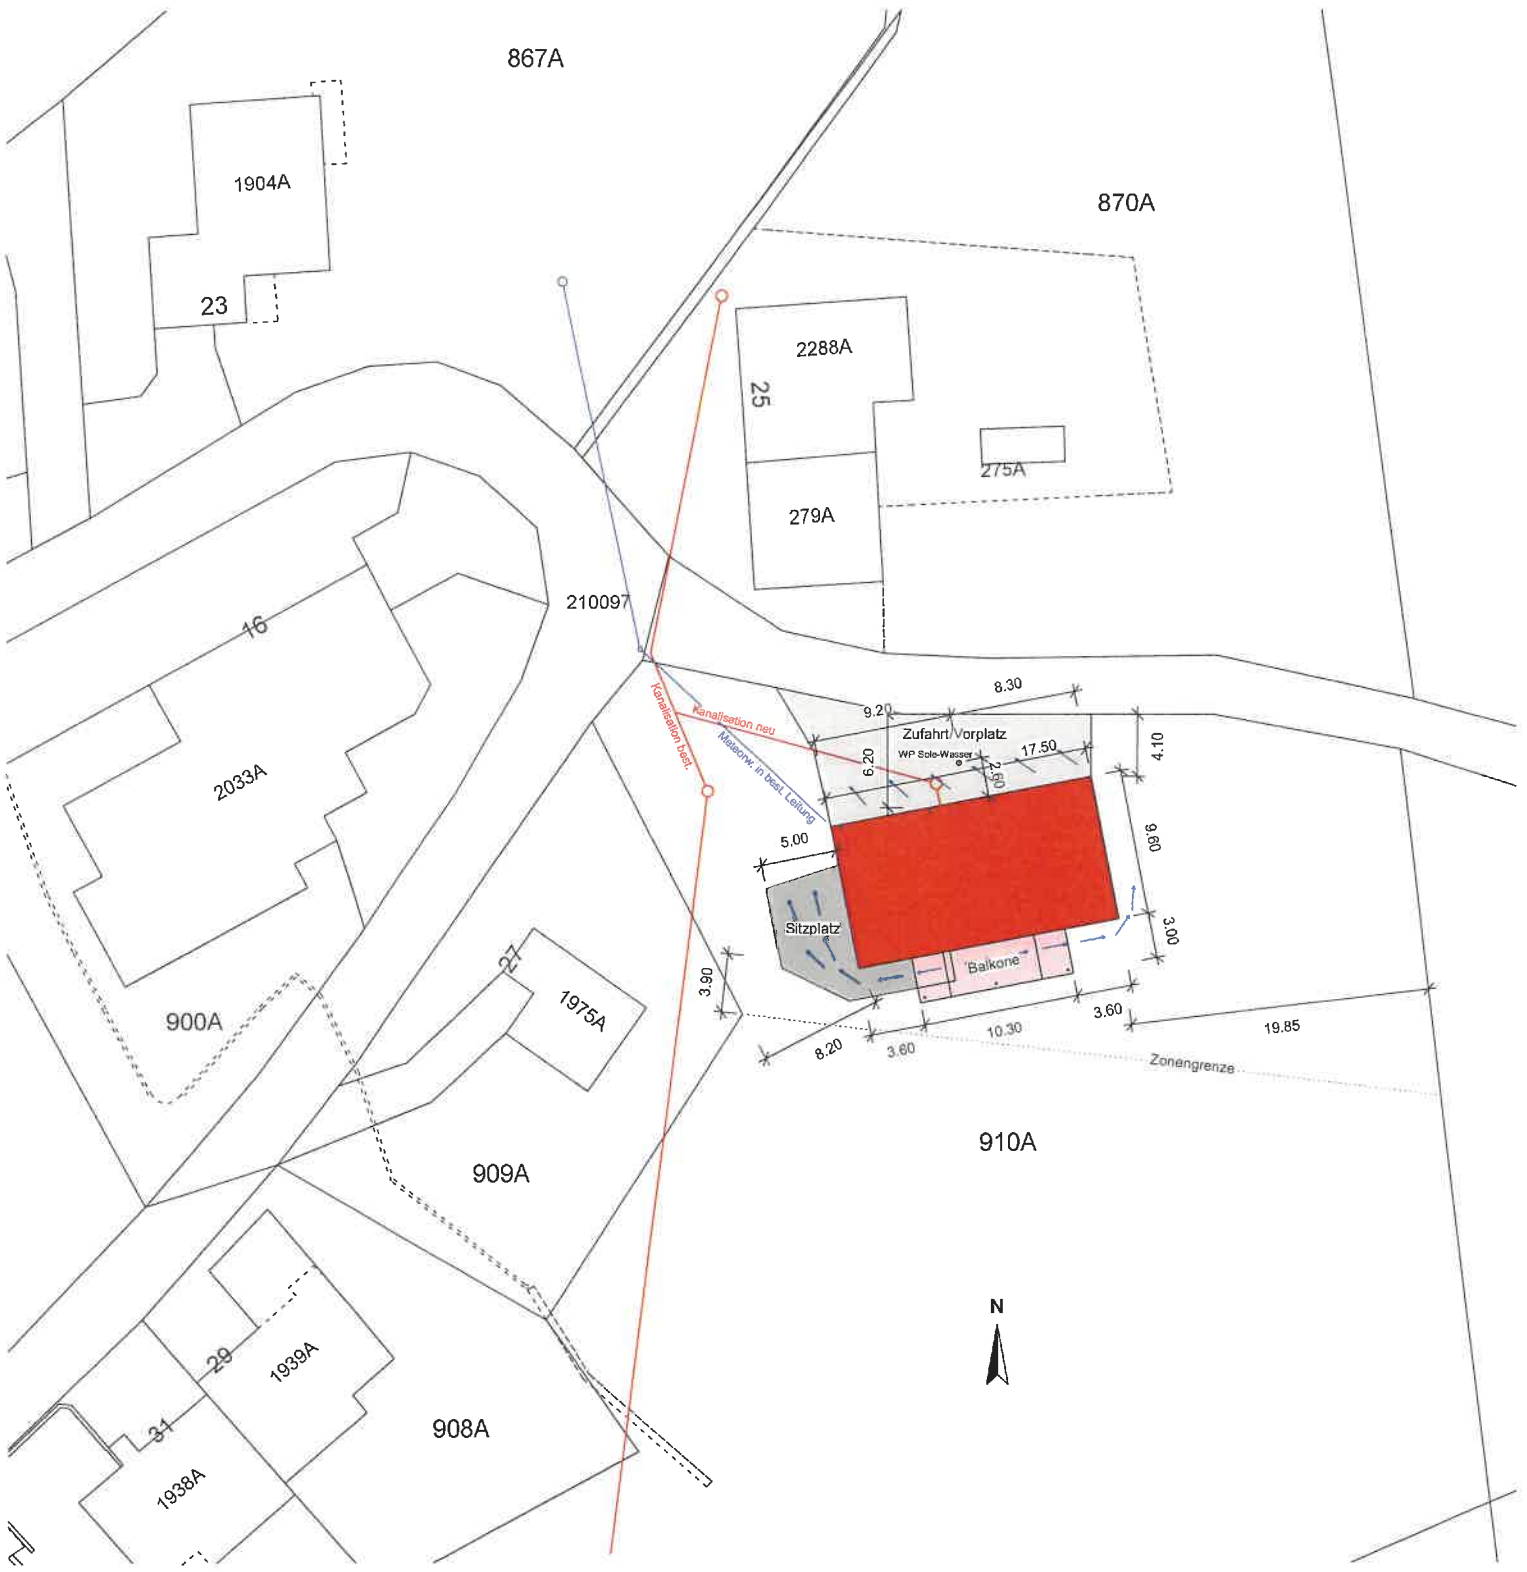 867A
1904A
870A
23
2288A
25
275A
279A
210097
16
8.30
9.20
Kanalisation neu
Zufahrt/Vorplatz
WP Sole-Wasser
17.50
4.10
6.20
2.60
Kanalisation best.
Meteorw. in best. Leitung
2033A
5.00
9.60
Sitzplatz
3.00
27
Balkone
3.90
1975A
900A
3.60
10.30
19.85
8.20
3.60
Zonengrenze
910A
909A
N
29
1939A
31
908A
1938A